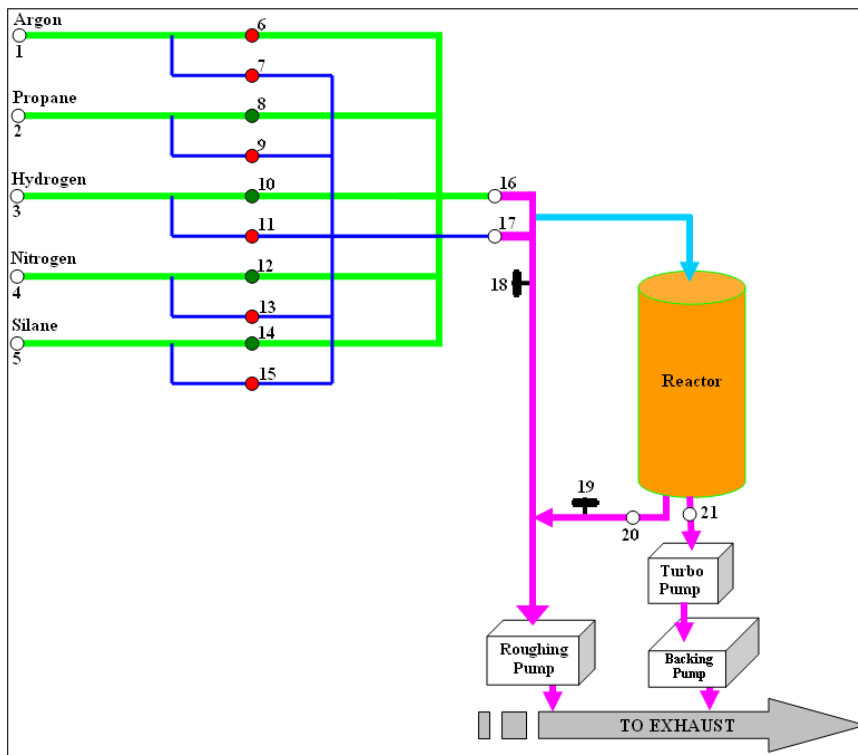 Argon
1
6
7
Propane
2
8
9
Hydrogen
3
10
11
16
17
Nitrogen
4
12
13
18
Silane
5
14
15
Reactor
19
20
21
Turbo
Pump
Roughing
Pump
Backing
Pump
TO EXHAUST